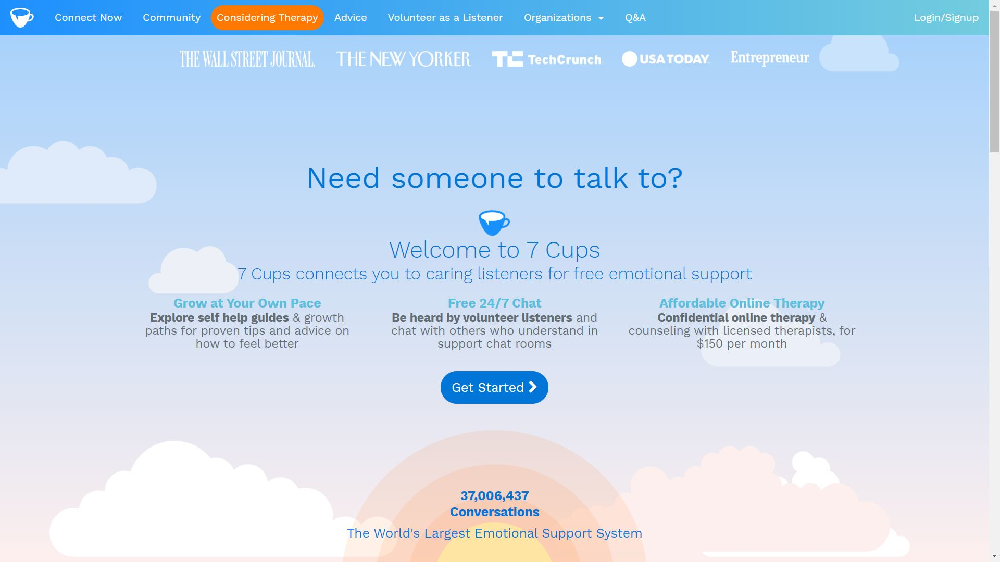 Connect Now Community Considering Therapy Advice Volunteer as a Listener Organizations Q&A Login/Signup
THE WALL STREET JOURNAL. THE NEW YORKER TC TechCrunch USA TODAY Entrepreneur
Need someone to talk to?
Welcome to 7 Cups
7 Cups connects you to caring listeners for free emotional support
Grow at Your Own Pace
Explore self help guides & growth
paths for proven tips and advice on
how to feel better
Free 24/7 Chat
Be heard by volunteer listeners and
chat with others who understand in
support chat rooms
Affordable Online Therapy
Confidential online therapy &
counseling with licensed therapists, for
$150 per month
Get Started
37,006,437
Conversations
The World's Largest Emotional Support System